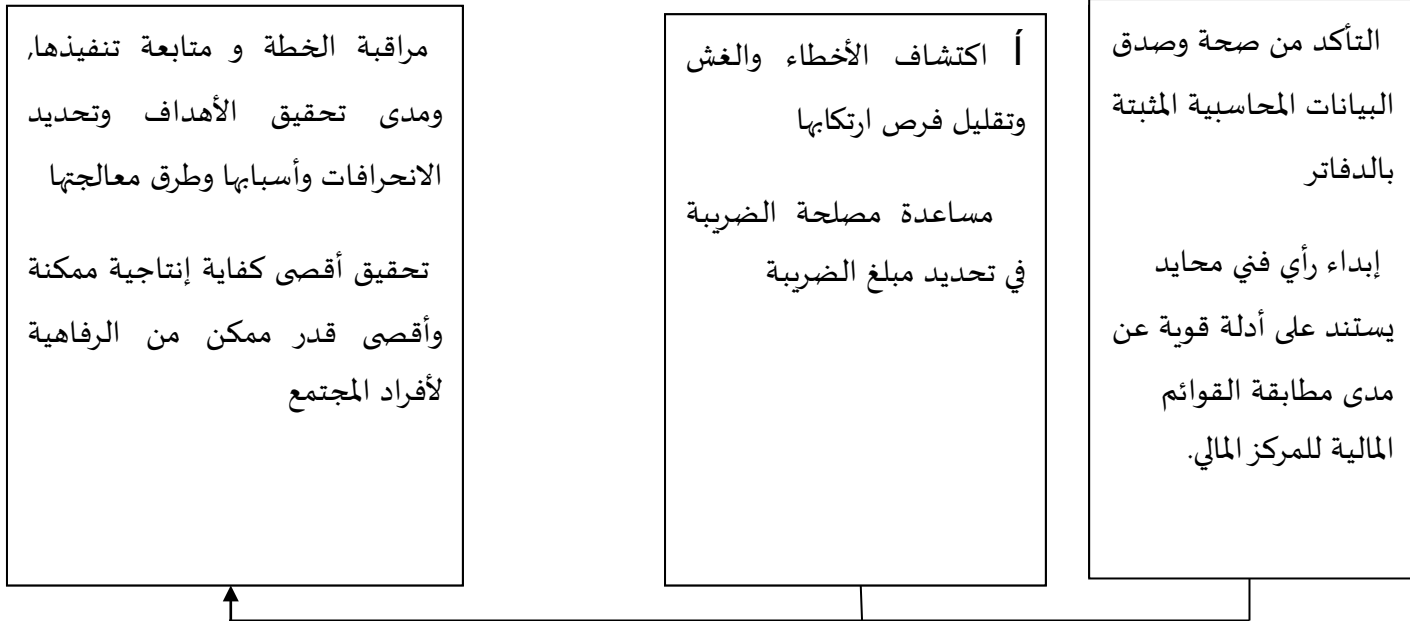 التأكد من صحة وصدق
البيانات المحاسبية المثبتة
بالدفاتر
إبداء رأي فني محايد
يستند على أدلة قوية عن
مدى مطابقة القوائم
المالية للمركز المالي.
أ اكتشاف الأخطاء والغش
وتقليل فرص ارتكابها
مساعدة مصلحة الضريبة
في تحديد مبلغ الضريبة
مراقبة الخطة و متابعة تنفيذها,
ومدى تحقيق الأهداف وتحديد
الانحرافات وأسبابها وطرق معالجتها
تحقيق أقصى كفاية إنتاجية ممكنة
وأقصى قدر ممكن من الرفاهية
لأفراد المجتمع